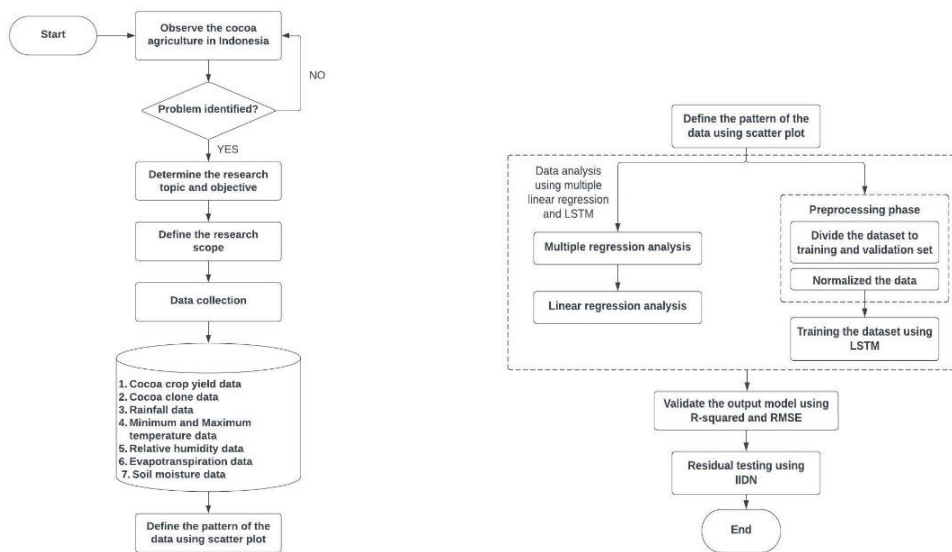 Start
Observe the cocoa
agriculture in Indonesia
NO
Problem identified?
YES
Determine the research
topic and objective
Define the research
scope
Data collection
1. Cocoa crop yield data
2. Cocoa clone data
3. Rainfall data
4. Minimum and Maximum
temperature data
5. Relative humidity data
6. Evapotranspiration data
7. Soil moisture data
Define the pattern of the
data using scatter plot
Define the pattern of the
data using scatter plot
Data analysis
using multiple
linear regression
and LSTM
Multiple regression analysis
Linear regression analysis
Preprocessing phase
Divide the dataset to
training and validation set
Normalized the data
Training the dataset using
LSTM
Validate the output model using
R-squared and RMSE
Residual testing using
IIDN
End